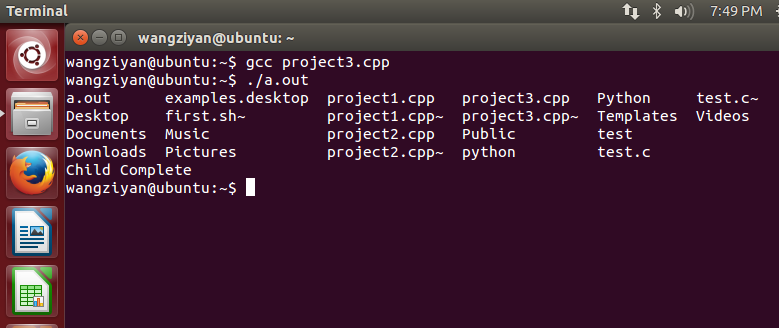 Terminal 7:49 PM
wangziyan@ubuntu: ~
wangziyan@ubuntu:~$ gcc project3.cpp
wangziyan@ubuntu:~$ ./a.out
a.out examples.desktop project1.cpp project3.cpp Python test.c~
Desktop first.sh~ project1.cpp~ project3.cpp~ Templates Videos
Documents Music project2.cpp Public test
Downloads Pictures project2.cpp~ python test.c
Child Complete
wangziyan@ubuntu:~$